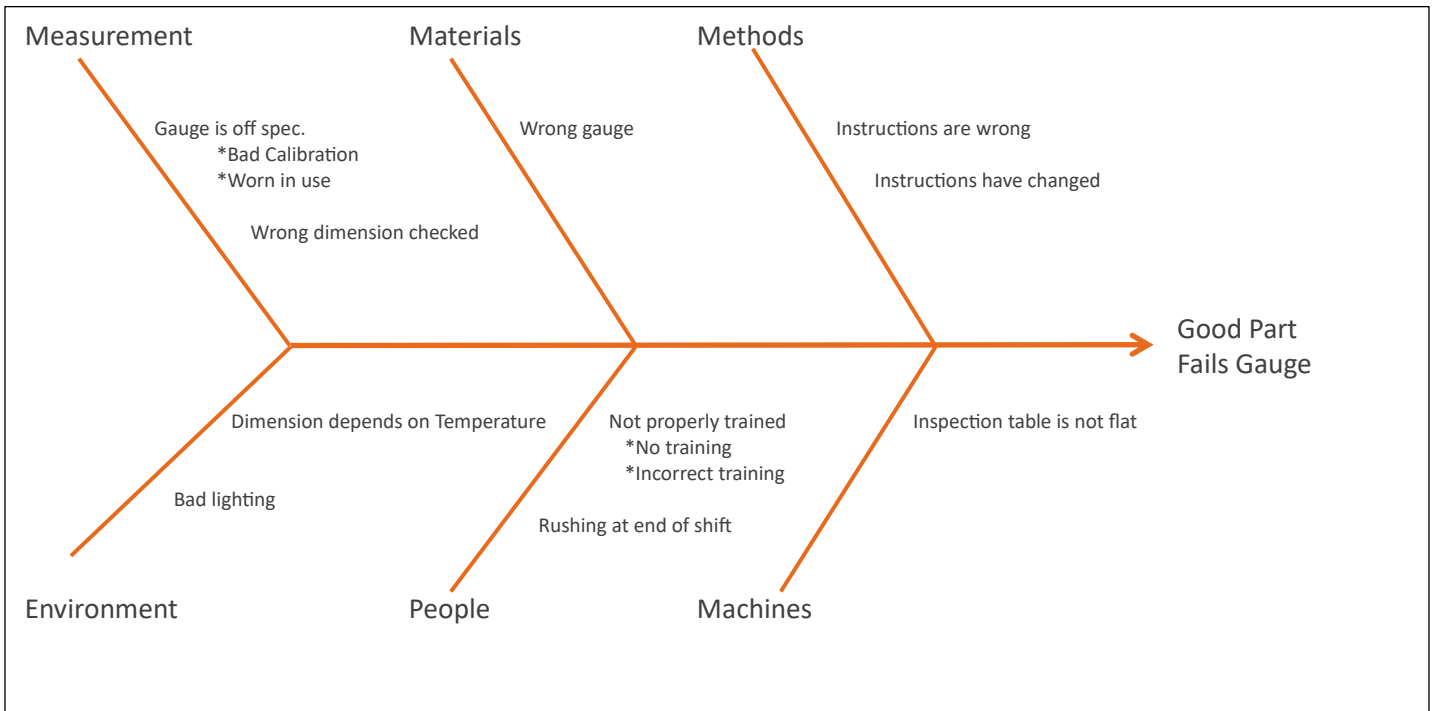 Measurement
Materials
Methods
Gauge is off spec.
*Bad Calibration
*Worn in use
Wrong dimension checked
Wrong gauge
Instructions are wrong
Instructions have changed
Good Part
Fails Gauge
Dimension depends on Temperature
Bad lighting
Not properly trained
*No training
*Incorrect training
Rushing at end of shift
Inspection table is not flat
Environment
People
Machines